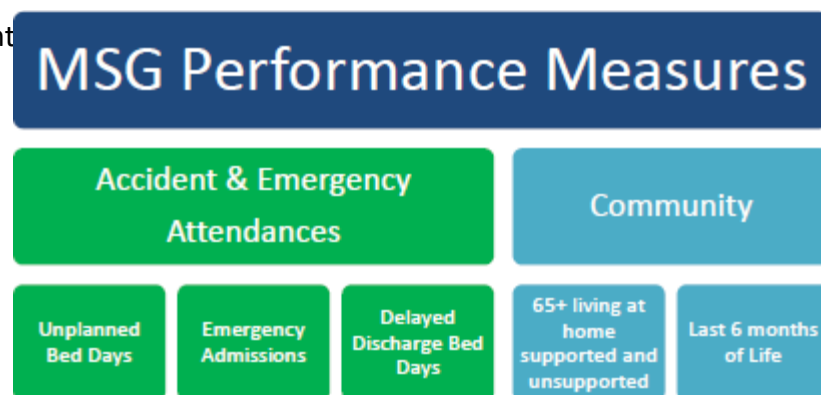 nt
MSG Performance Measures
Accident & Emergency
Attendances
Community
Unplanned
Bed Days
Emergency
Admissions
Delayed
Discharge Bed
Days
65+ living at
home
supported and
unsupported
Last 6 months
of Life